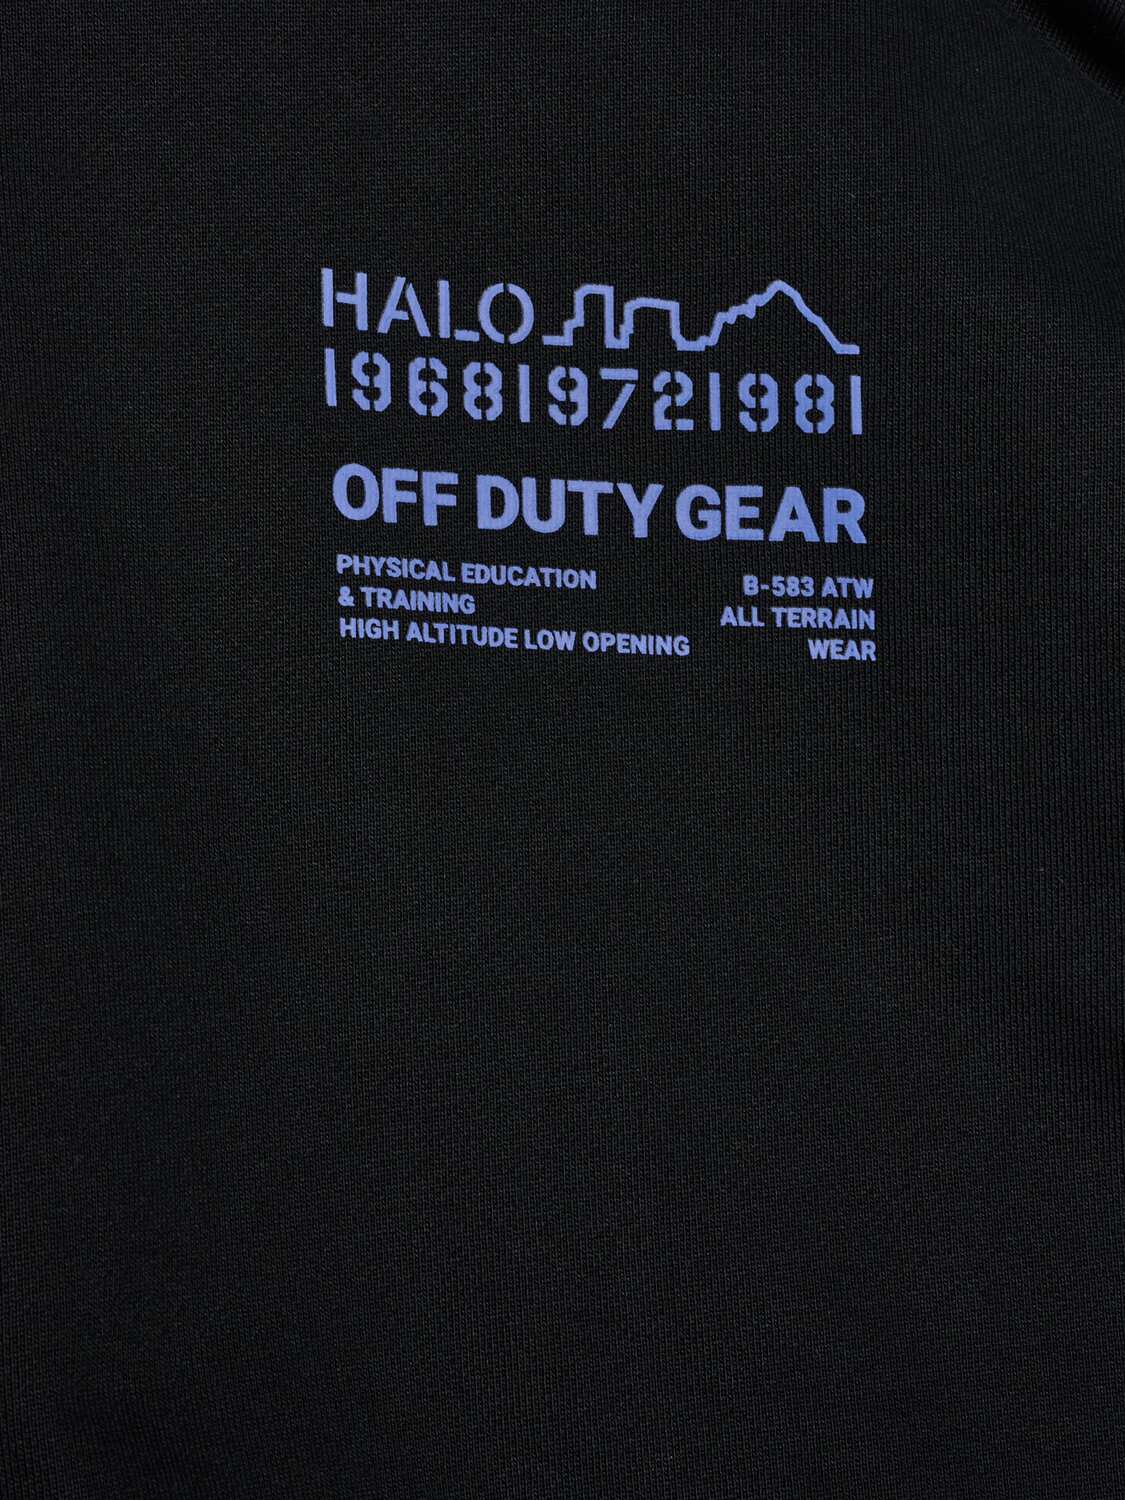 HALO
196819721981
OFF DUTY GEAR
PHYSICAL EDUCATION
& TRAINING
HIGH ALTITUDE LOW OPENING
B-583 ATW
ALL TERRAIN
WEAR